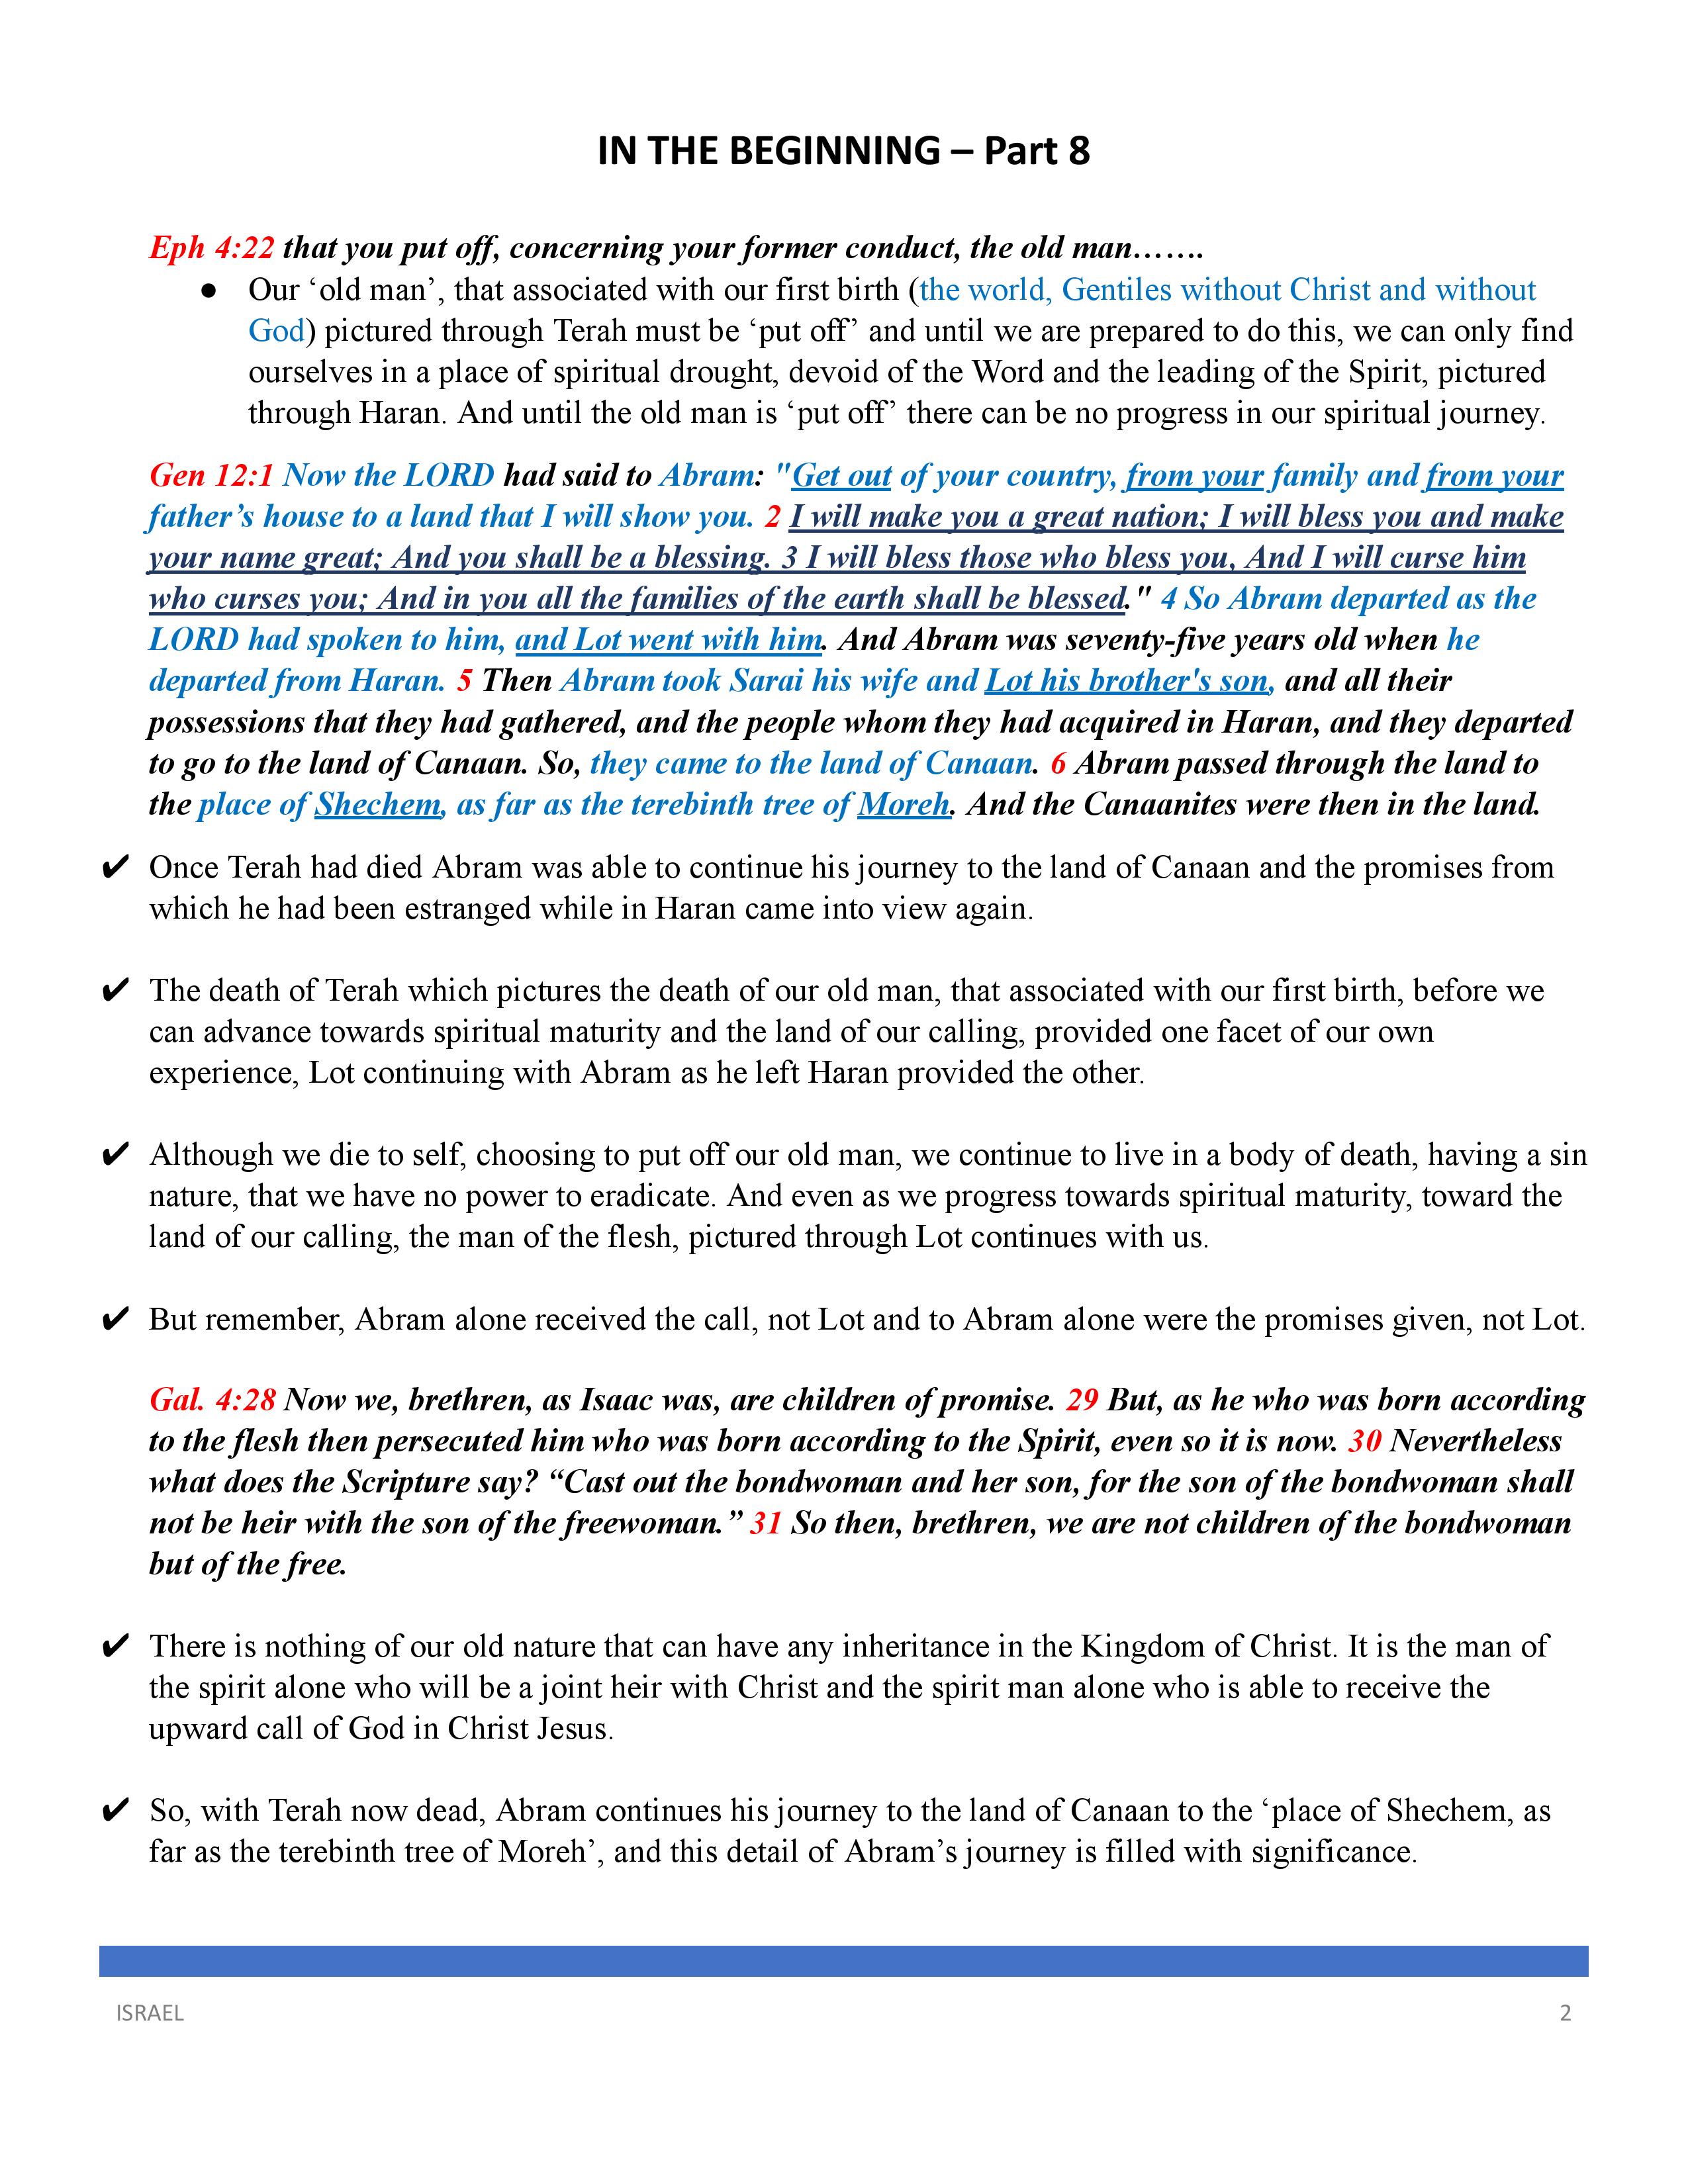 IN THE BEGINNING – Part 8
Eph 4:22 that you put off, concerning your former conduct, the old man…….
● Our ‘old man’, that associated with our first birth (the world, Gentiles without Christ and without
God) pictured through Terah must be ‘put off’ and until we are prepared to do this, we can only find
ourselves in a place of spiritual drought, devoid of the Word and the leading of the Spirit, pictured
through Haran. And until the old man is ‘put off’ there can be no progress in our spiritual journey.
Gen 12:1 Now the LORD had said to Abram: "Get out of your country, from your family and from your
father’s house to a land that I will show you. 2 I will make you a great nation; I will bless you and make
your name great; And you shall be a blessing. 3 I will bless those who bless you, And I will curse him
who curses you; And in you all the families of the earth shall be blessed." 4 So Abram departed as the
LORD had spoken to him, and Lot went with him. And Abram was seventy-five years old when he
departed from Haran. 5 Then Abram took Sarai his wife and Lot his brother's son, and all their
possessions that they had gathered, and the people whom they had acquired in Haran, and they departed
to go to the land of Canaan. So, they came to the land of Canaan. 6 Abram passed through the land to
the place of Shechem, as far as the terebinth tree of Moreh. And the Canaanites were then in the land.
✔ Once Terah had died Abram was able to continue his journey to the land of Canaan and the promises from
which he had been estranged while in Haran came into view again.
✔ The death of Terah which pictures the death of our old man, that associated with our first birth, before we
can advance towards spiritual maturity and the land of our calling, provided one facet of our own
experience, Lot continuing with Abram as he left Haran provided the other.
✔ Although we die to self, choosing to put off our old man, we continue to live in a body of death, having a sin
nature, that we have no power to eradicate. And even as we progress towards spiritual maturity, toward the
land of our calling, the man of the flesh, pictured through Lot continues with us.
✔ But remember, Abram alone received the call, not Lot and to Abram alone were the promises given, not Lot.
Gal. 4:28 Now we, brethren, as Isaac was, are children of promise. 29 But, as he who was born according
to the flesh then persecuted him who was born according to the Spirit, even so it is now. 30 Nevertheless
what does the Scripture say? “Cast out the bondwoman and her son, for the son of the bondwoman shall
not be heir with the son of the freewoman.” 31 So then, brethren, we are not children of the bondwoman
but of the free.
✔ There is nothing of our old nature that can have any inheritance in the Kingdom of Christ. It is the man of
the spirit alone who will be a joint heir with Christ and the spirit man alone who is able to receive the
upward call of God in Christ Jesus.
✔ So, with Terah now dead, Abram continues his journey to the land of Canaan to the ‘place of Shechem, as
far as the terebinth tree of Moreh’, and this detail of Abram’s journey is filled with significance.
ISRAEL 2